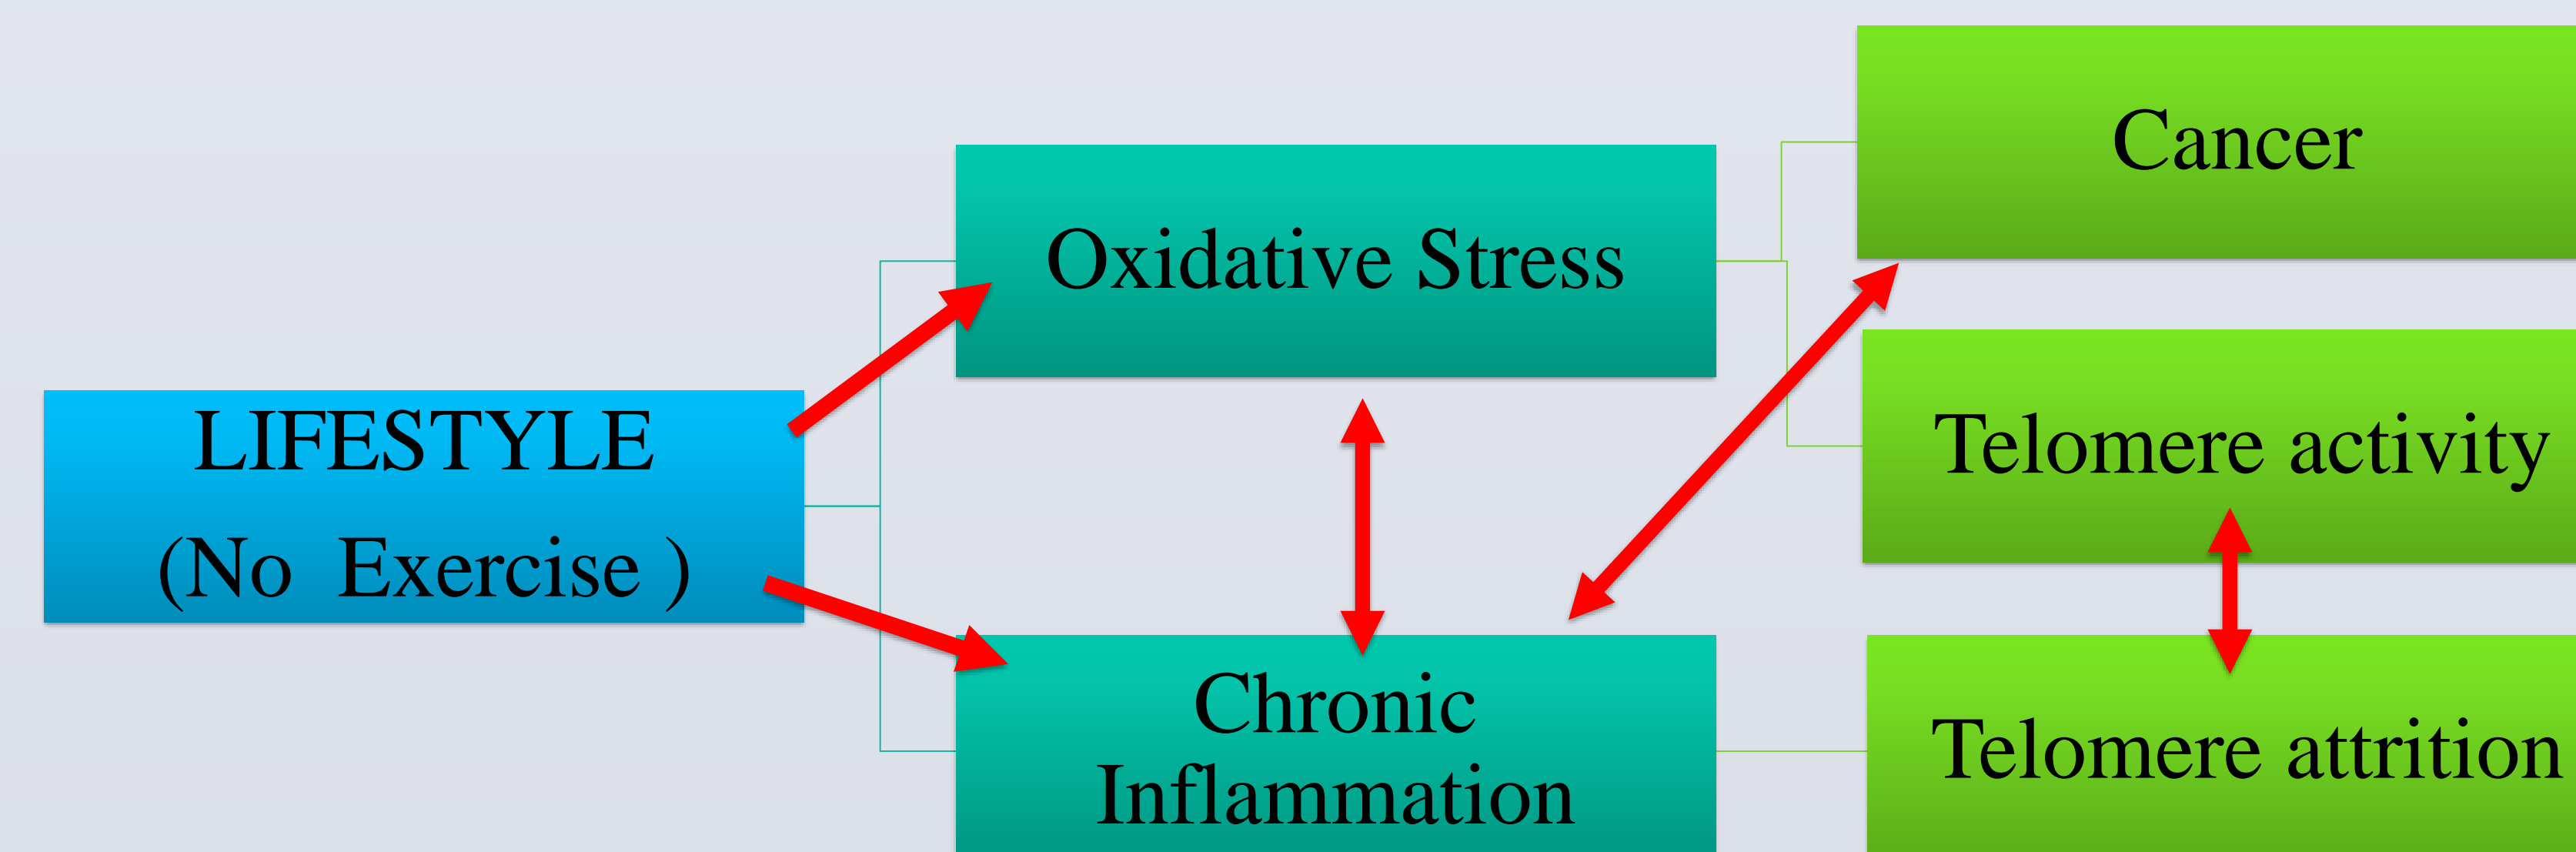 Cancer
Oxidative Stress
LIFESTYLE
(No  Exercise )
Telomere activity
Chronic
Inflammation
Telomere attrition